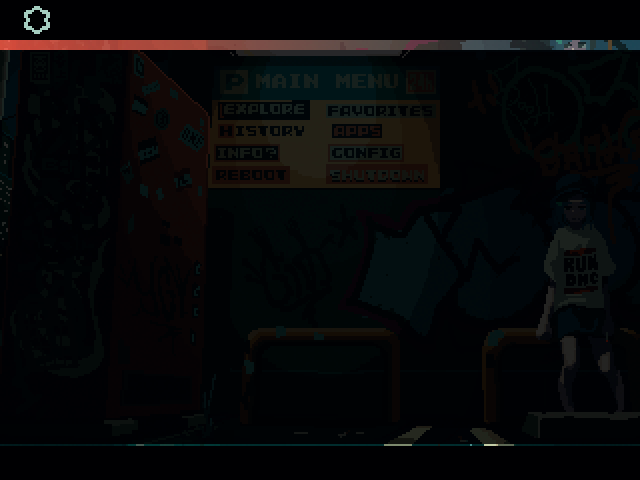 P MAIN MENU
EXPLORE FAVORITES
HISTORY APPS
INFO? CONFIG
REBOOT SHUTDOWN
RUN
DMC